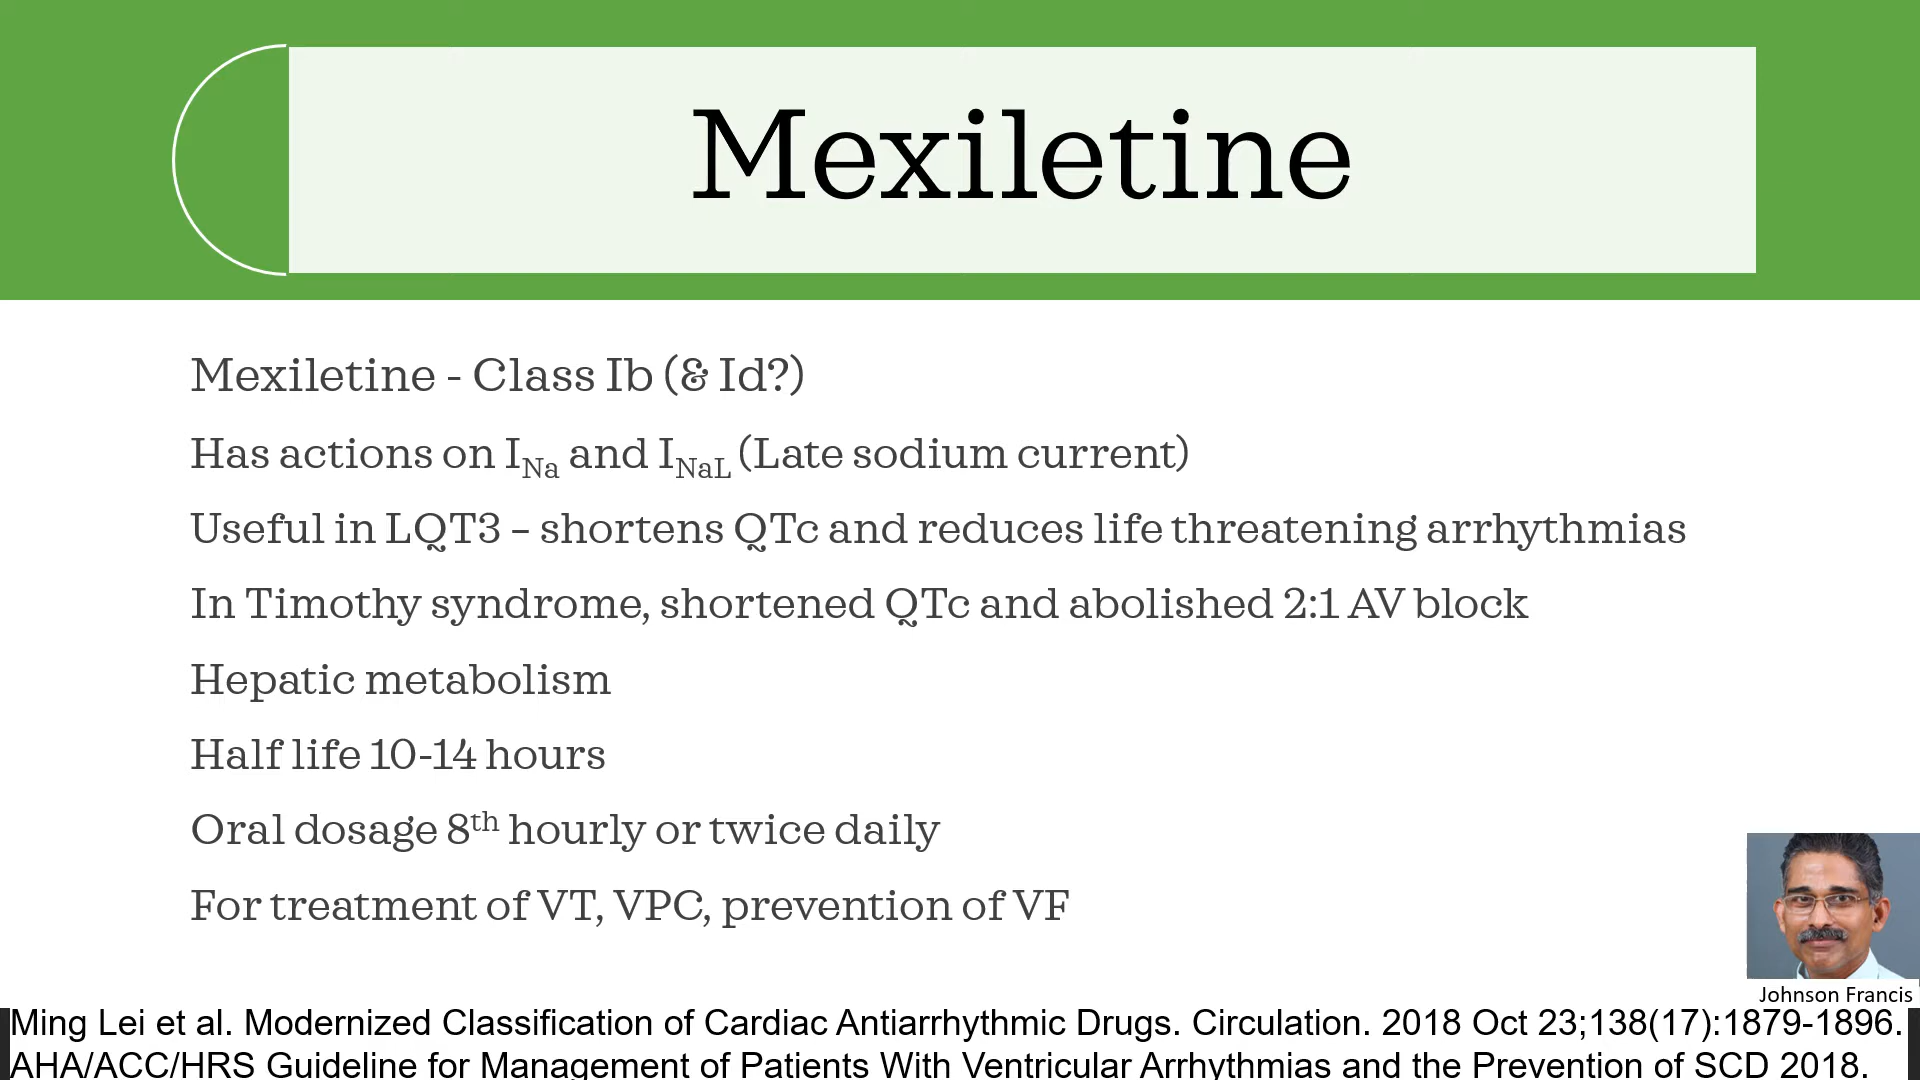 Mexiletine
Mexiletine - Class Ib (& Id?)
Has actions on INa and INaL (Late sodium current)
Useful in LQT3 – shortens QTc and reduces life threatening arrhythmias
In Timothy syndrome, shortened QTc and abolished 2:1 AV block
Hepatic metabolism
Half life 10-14 hours
Oral dosage 8th hourly or twice daily
For treatment of VT, VPC, prevention of VF
Johnson Francis
Ming Lei et al. Modernized Classification of Cardiac Antiarrhythmic Drugs. Circulation. 2018 Oct 23;138(17):1879-1896.
AHA/ACC/HRS Guideline for Management of Patients With Ventricular Arrhythmias and the Prevention of SCD 2018.